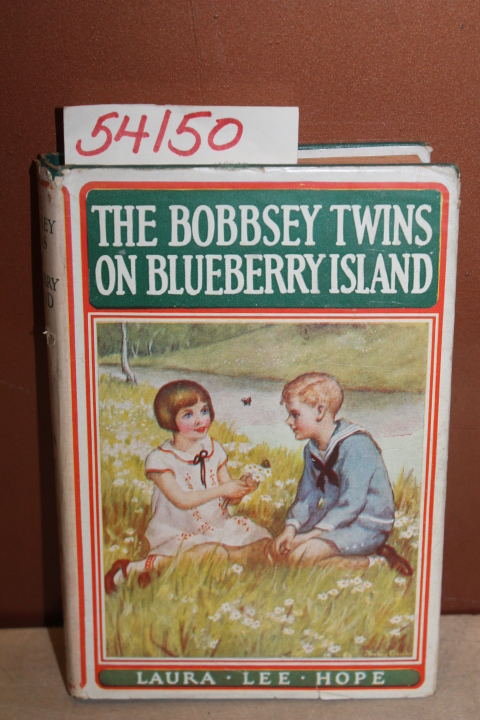 54150
THE BOBBSEY TWINS
ON BLUEBERRY ISLAND
LAURA · LEE · HOPE